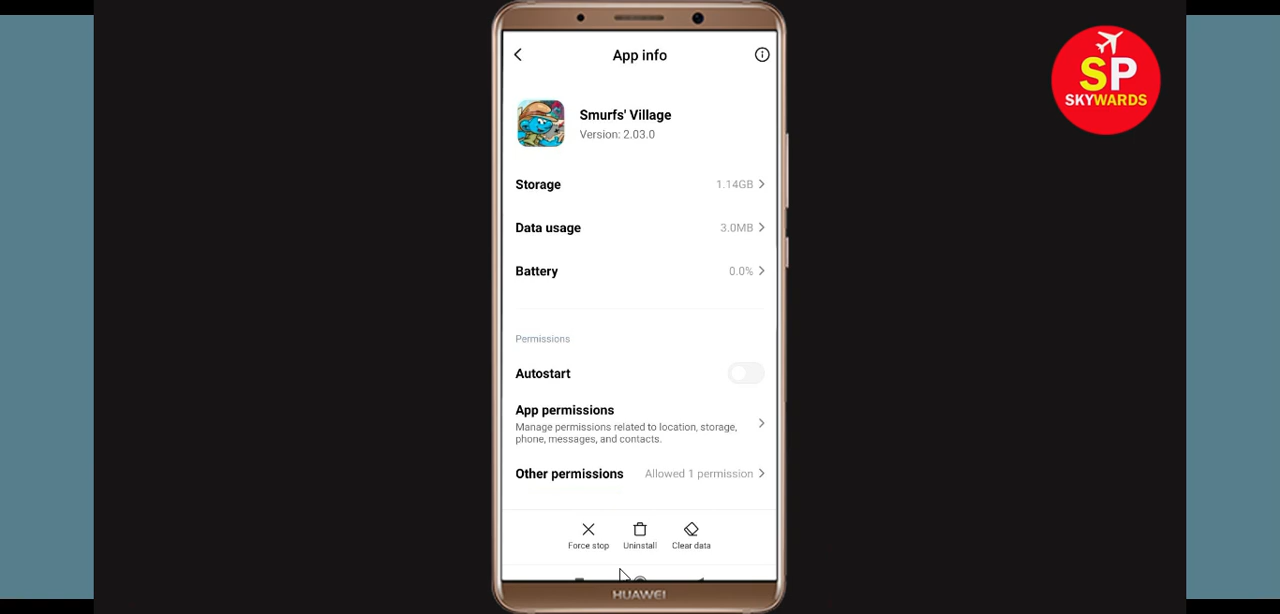 App info
SP
SKYWARDS
Smurfs' Village
Version: 2.03.0
Storage 1.14GB
Data usage 3.0MB
Battery 0.0%
Permissions
Autostart
App permissions
Manage permissions related to location, storage,
phone, messages, and contacts.
Other permissions Allowed 1 permission
Force stop Uninstall Clear data
HUAWEI